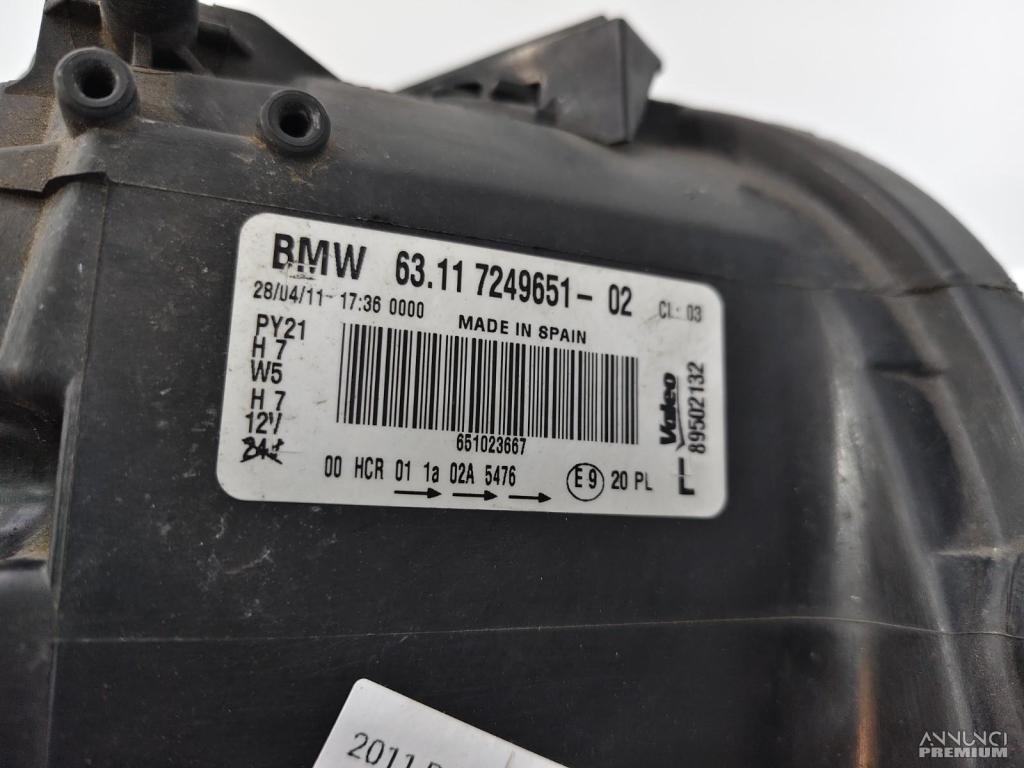 BMW 63.11 7249651- 02 CL: 03
28/04/11- 17:36 0000
MADE IN SPAIN
PY21
H 7
W5
H 7
12V
651023667
Valeo
89502132
L
00 HCR 01 1a 02A 5476
E9 20 PL
2011
ANNUNCI
PREMIUM